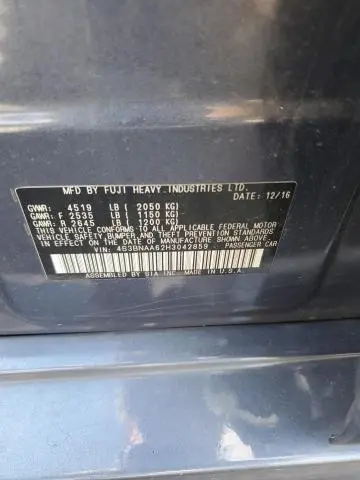 MFD BY FUJI HEAVY INDUSTRIES LTD.
GVWR: 4519 LB ( 2050 KG) DATE: 12/16
GAWR: F 2535 LB ( 1150 KG)
GAWR: R 2645 LB ( 1200 KG)
THIS VEHICLE CONFORMS TO ALL APPLICABLE FEDERAL MOTOR
VEHICLE SAFETY, BUMPER, AND THEFT PREVENTION STANDARDS
IN EFFECT ON THE DATE OF MANUFACTURE SHOWN ABOVE.
VIN: 4S3BNAA62H3042859 PASSENGER CAR
ASSEMBLED BY SIA INC. MADE IN U.S.A.